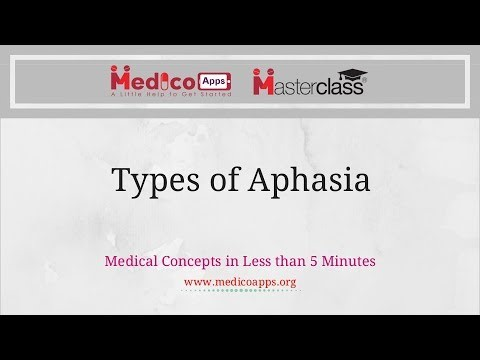 Medico Apps
A Little Help to Get Started
Masterclass®
Types of Aphasia
Medical Concepts in Less than 5 Minutes
www.medicoapps.org